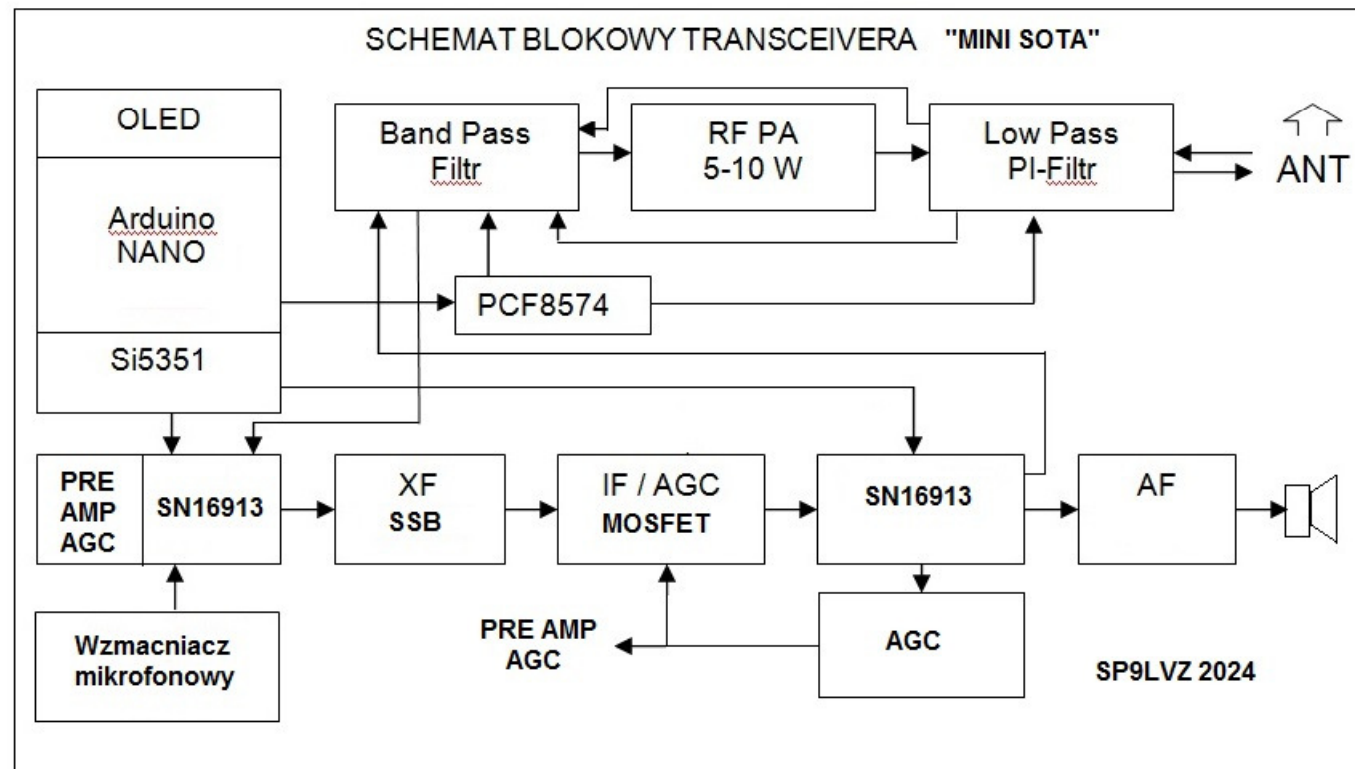 SCHEMAT BLOKOWY TRANSCEIVERA "MINI SOTA"
OLED
Arduino
NANO
Si5351
Band Pass
Filtr
RF PA
5-10 W
Low Pass
PI-Filtr
ANT
PCF8574
PRE
AMP
AGC
SN16913
XF
SSB
IF / AGC
MOSFET
SN16913
AF
Wzmacniacz
mikrofonowy
PRE AMP
AGC
AGC
SP9LVZ 2024